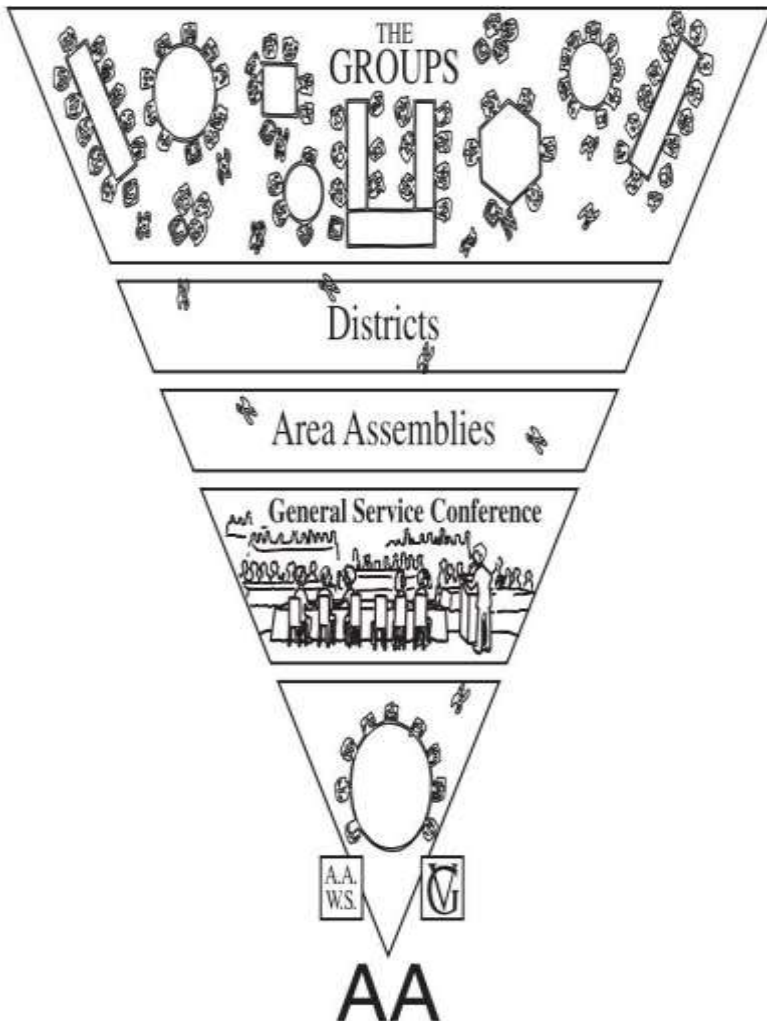 THE
GROUPS
Districts
Area Assemblies
General Service Conference
A.A.
W.S.
GV
AA